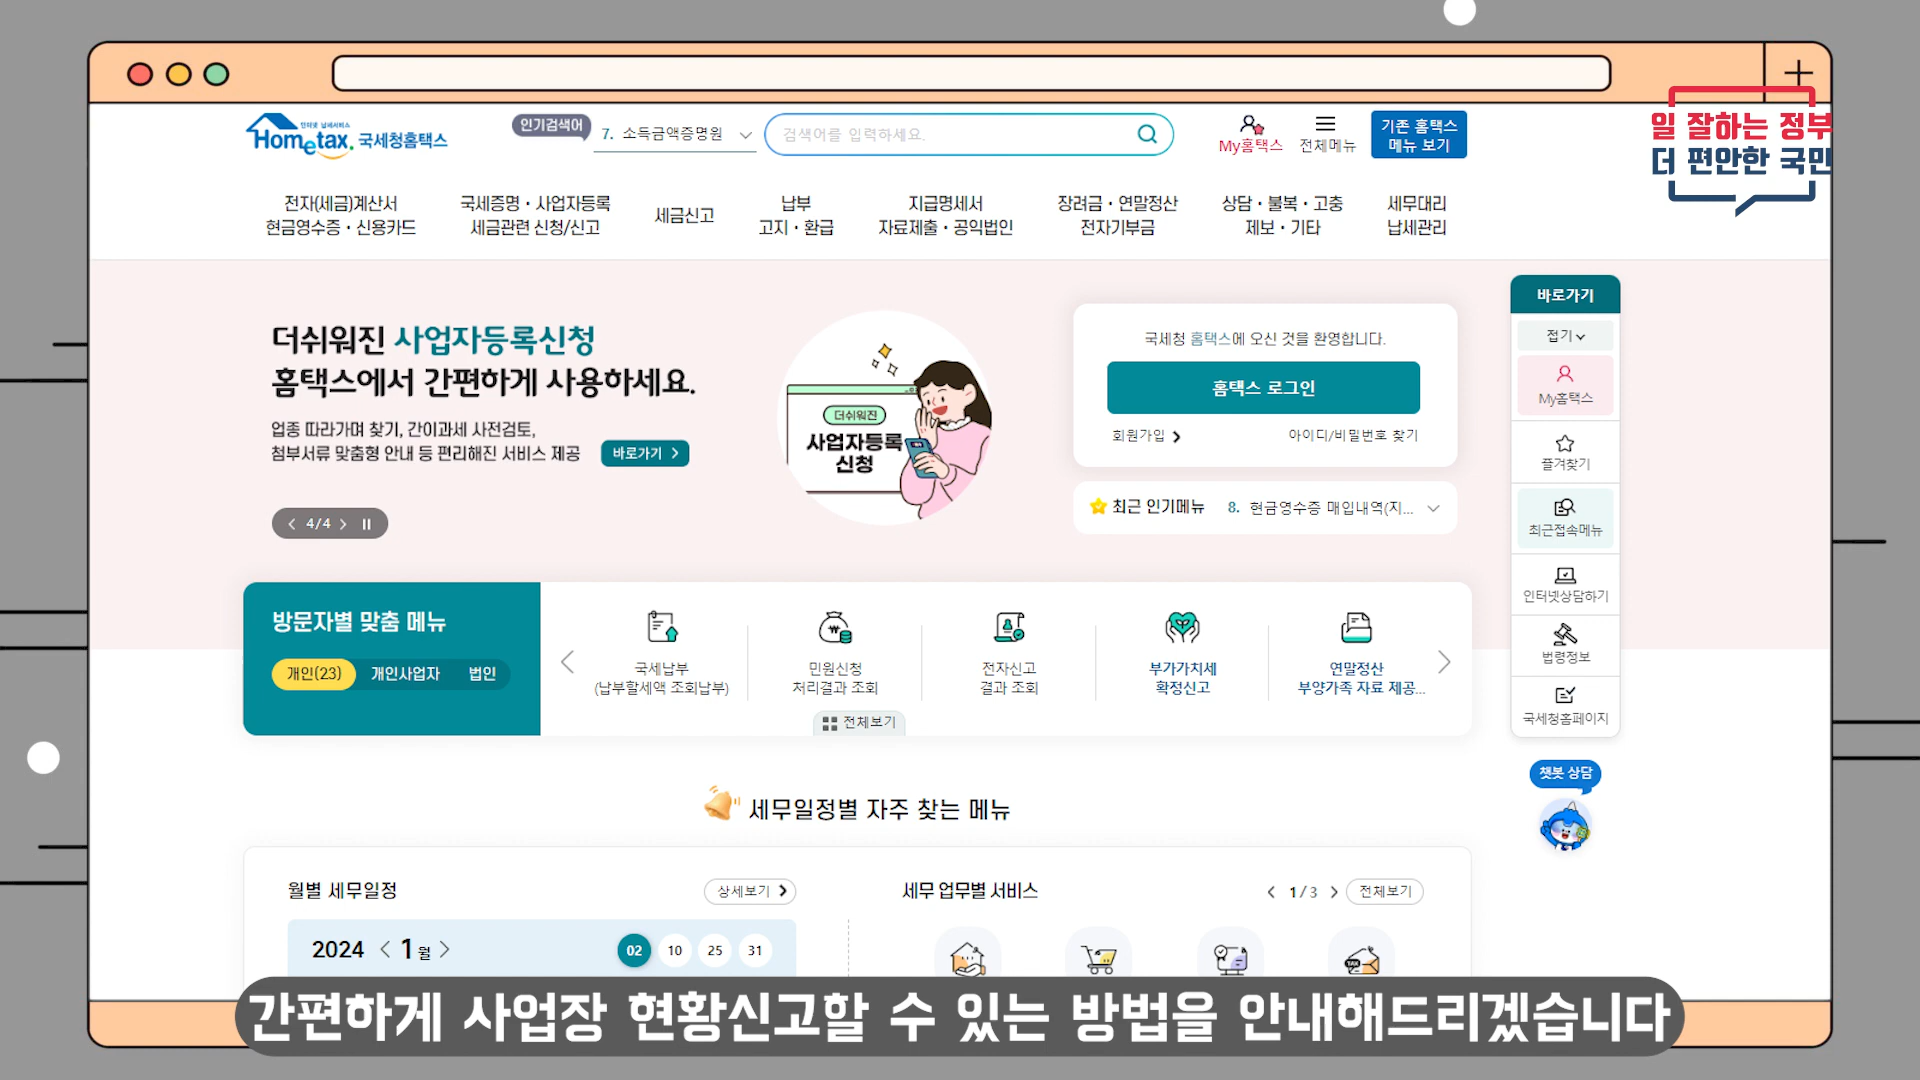 인터넷 납세서비스
Hometax. 국세청홈택스
인기검색어
7. 소득금액증명원
검색어를 입력하세요.
My홈택스
전체메뉴
기존 홈택스
메뉴 보기
일 잘하는 정부
더 편안한 국민
전자(세금)계산서
현금영수증·신용카드
국세증명·사업자등록
세금관련 신청/신고
세금신고
납부
고지·환급
지급명세서
자료제출·공익법인
장려금·연말정산
전자기부금
상담·불복·고충
제보·기타
세무대리
납세관리
더쉬워진 사업자등록신청
홈택스에서 간편하게 사용하세요.
업종 따라가며 찾기, 간이과세 사전검토,
첨부서류 맞춤형 안내 등 편리해진 서비스 제공
바로가기
4/4
더쉬워진
사업자등록
신청
국세청 홈택스에 오신 것을 환영합니다.
홈택스 로그인
회원가입
아이디/비밀번호 찾기
최근 인기메뉴
8. 현금영수증 매입내역(지...
바로가기
접기
My홈택스
즐겨찾기
최근접속메뉴
인터넷상담하기
법령정보
국세청홈페이지
챗봇 상담
방문자별 맞춤 메뉴
개인(23) 개인사업자 법인
국세납부
(납부할세액 조회납부)
민원신청
처리결과 조회
전자신고
결과 조회
부가가치세
확정신고
연말정산
부양가족 자료 제공...
전체보기
세무일정별 자주 찾는 메뉴
월별 세무일정
상세보기
2024 1월
02 10 25 31
세무 업무별 서비스
1/3
전체보기
TAX
간편하게 사업장 현황신고할 수 있는 방법을 안내해드리겠습니다